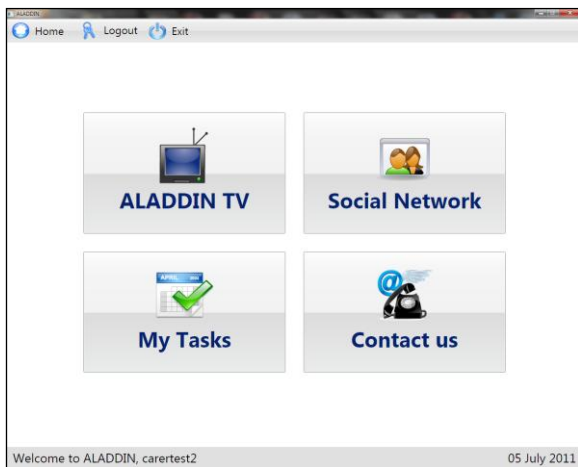 ALADDIN
Home Logout Exit
ALADDIN TV
Social Network
APRIL
My Tasks
@
Contact us
Welcome to ALADDIN, carertest2 05 July 2011